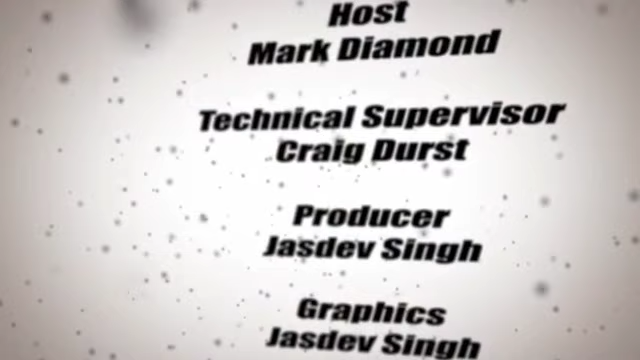 Host
Mark Diamond
Technical Supervisor
Craig Durst
Producer
Jasdev Singh
Graphics
Jasdev Singh